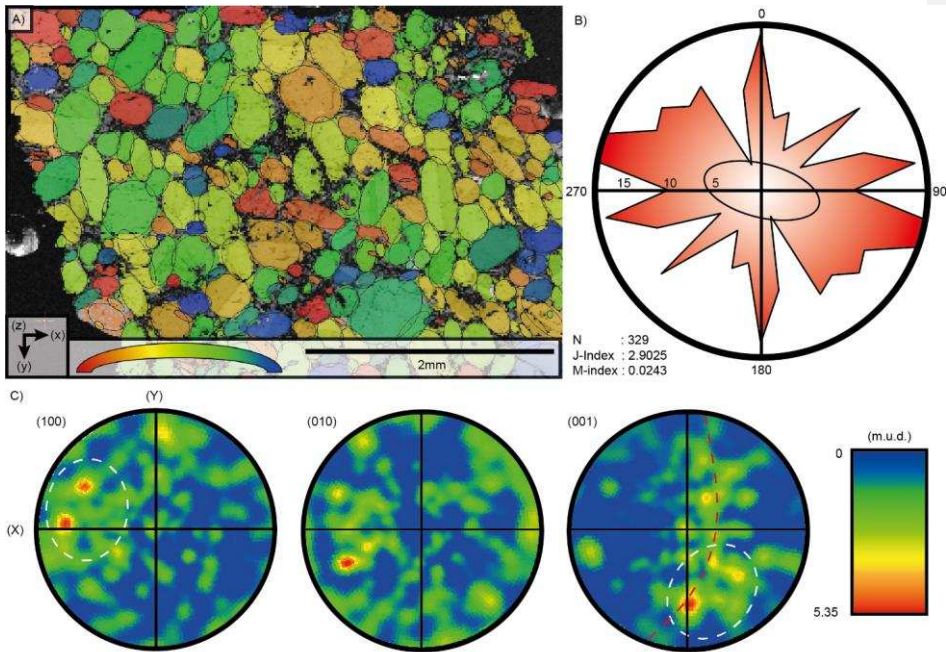 A)
(z)
(x)
(y)
2mm
B)
0
270
15
10
5
90
180
N : 329
J-Index : 2.9025
M-index : 0.0243
C)
(Y)
(100)
(010)
(001)
(m.u.d.)
0
(X)
5.35